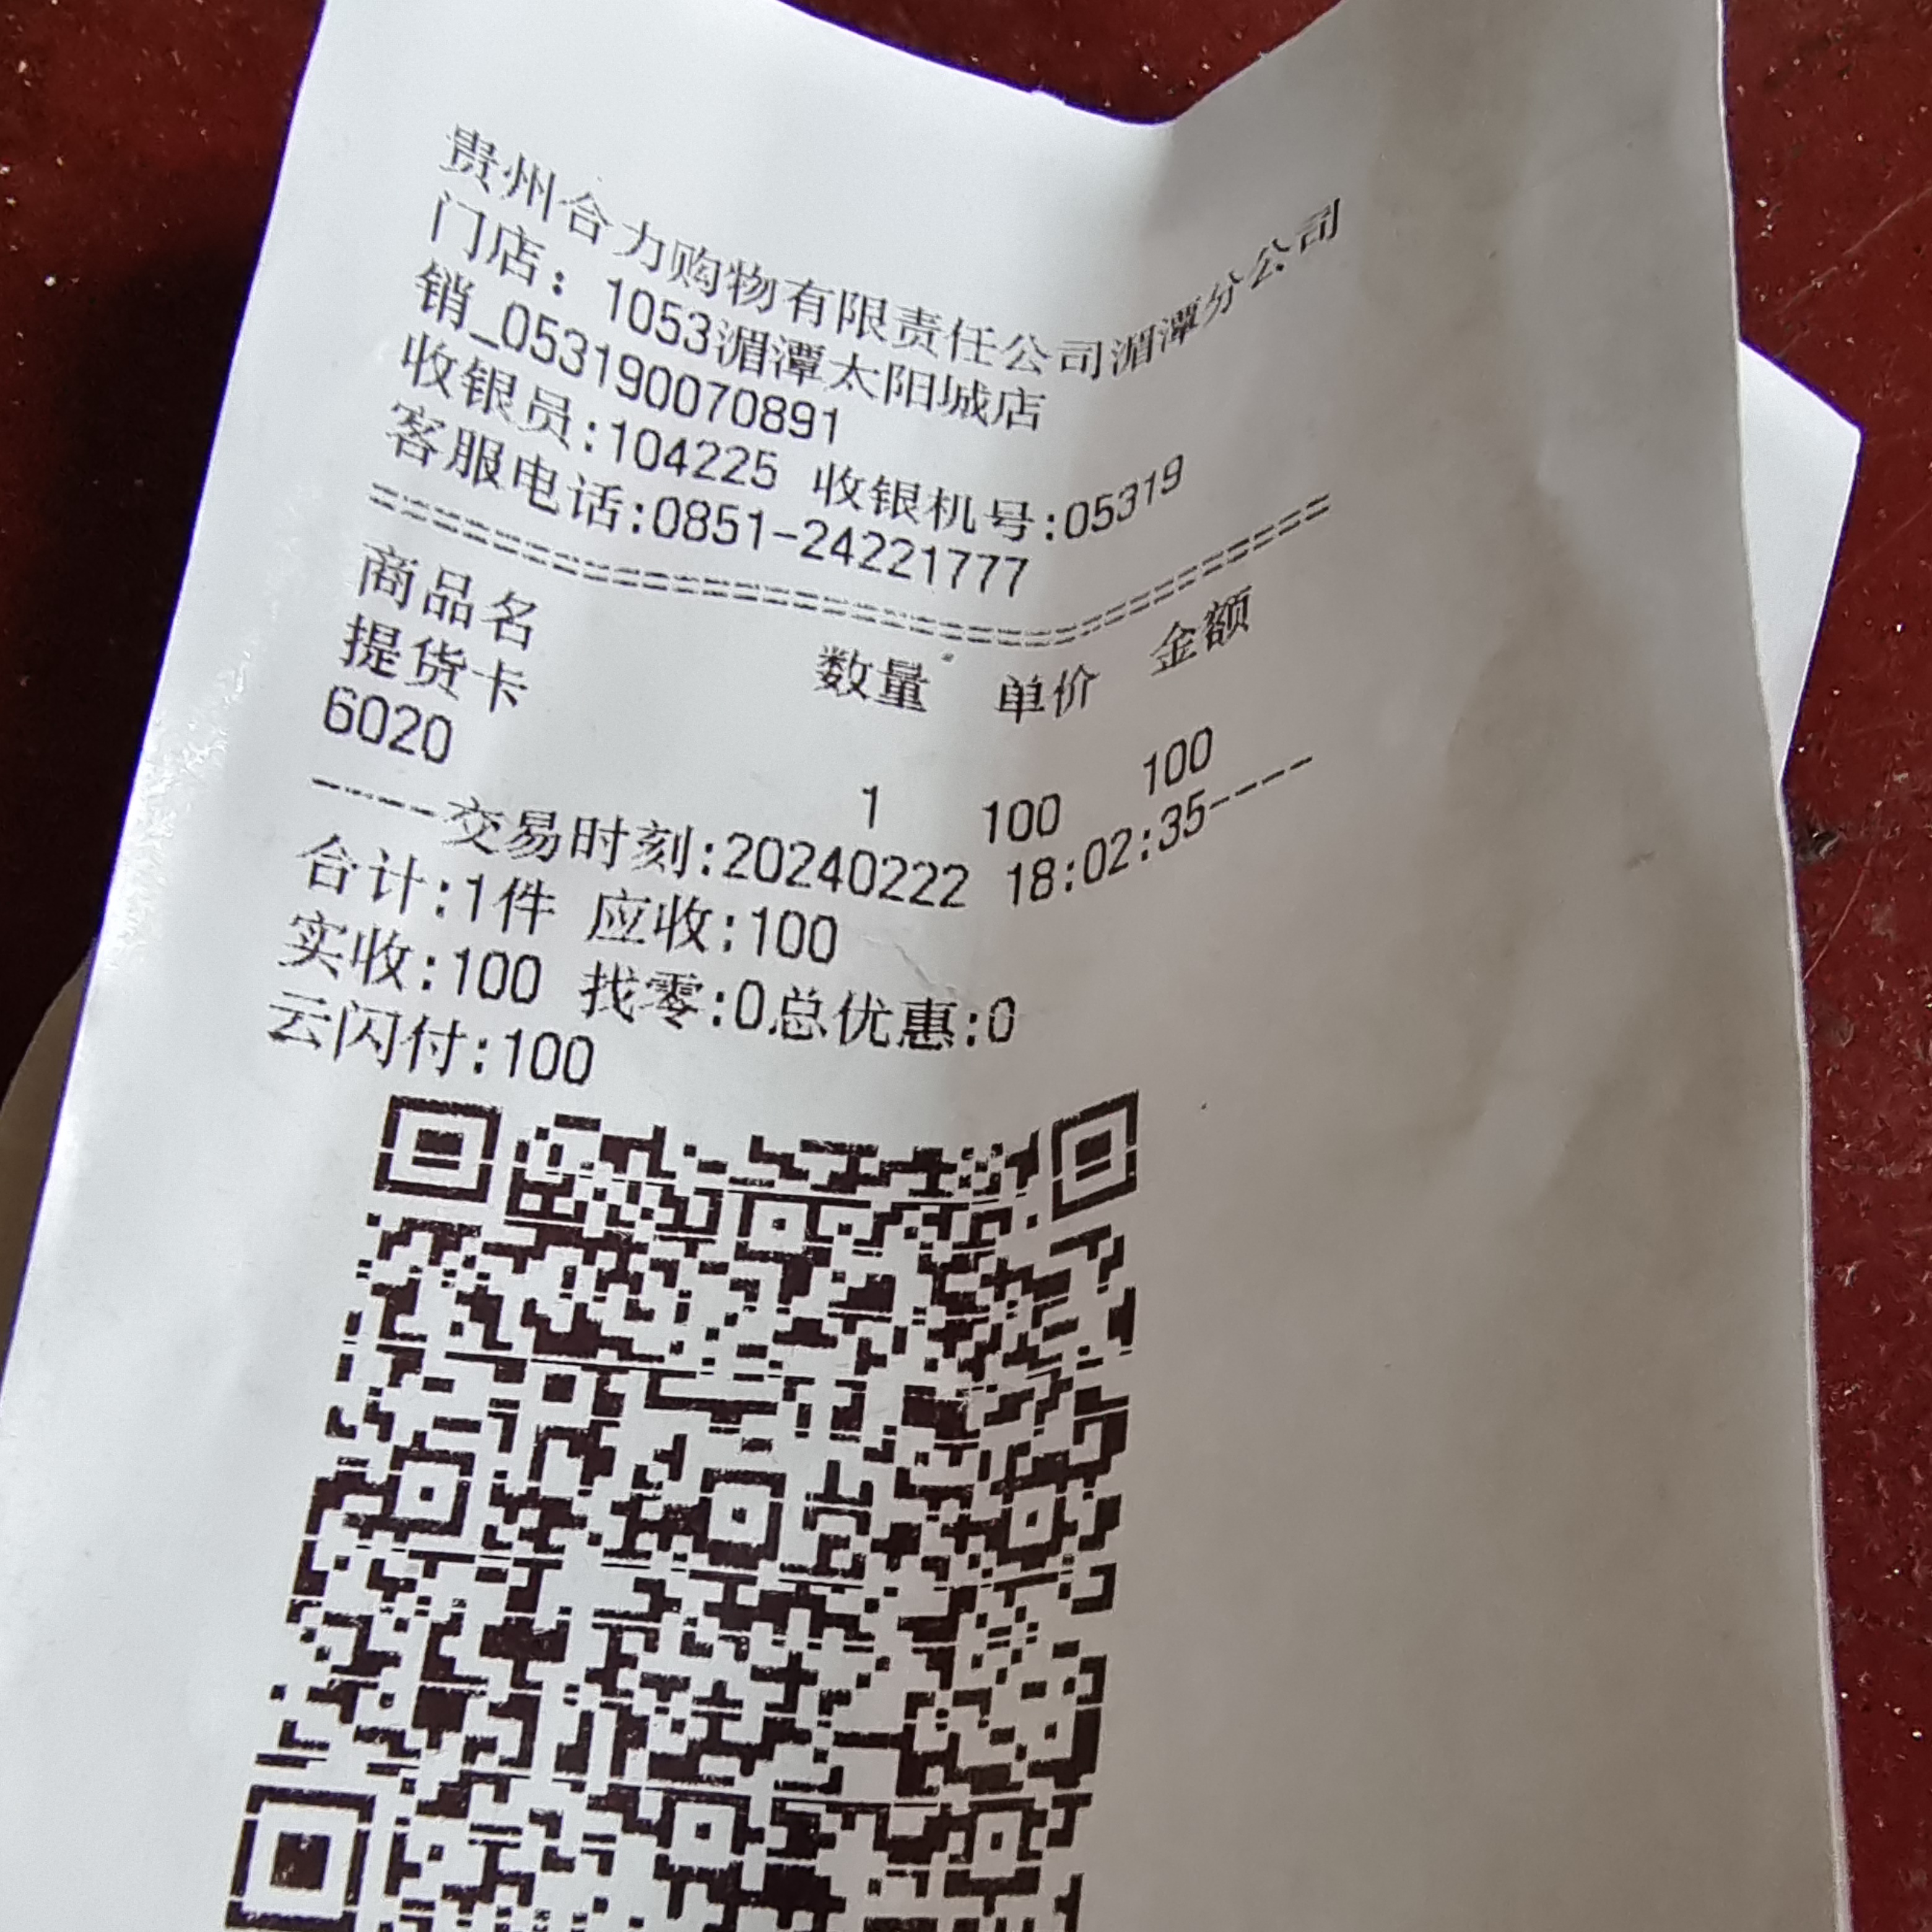 贵州合力购物有限责任公司湄潭分公司
门店：1053湄潭太阳城店
销_053190070891
收银员:104225 收银机号:05319
客服电话:0851-24221777
================================
商品名 数量 单价 金额
提货卡
6020 1 100 100
----交易时刻:20240222 18:02:35----
合计:1件 应收:100
实收:100 找零:0总优惠:0
云闪付:100